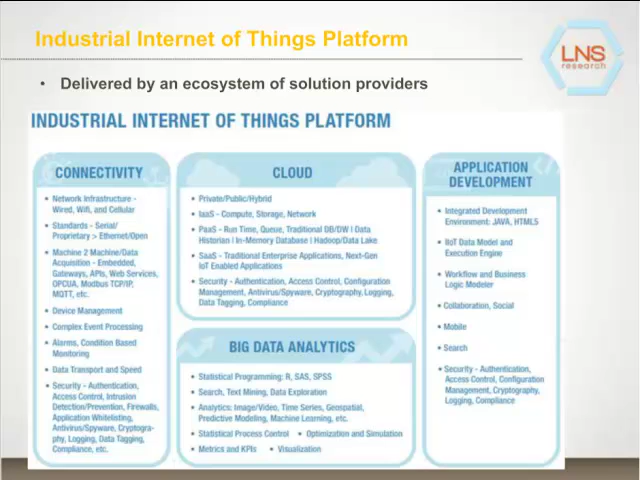 Industrial Internet of Things Platform
LNS
research
• Delivered by an ecosystem of solution providers
INDUSTRIAL INTERNET OF THINGS PLATFORM
CONNECTIVITY
• Network Infrastructure -
Wired, Wifi, and Cellular
• Standards - Serial/
Proprietary > Ethernet/Open
• Machine 2 Machine/Data
Acquisition - Embedded,
Gateways, APIs, Web Services,
OPCUA, Modbus TCP/IP,
MQTT, etc.
• Device Management
• Complex Event Processing
• Alarms, Condition Based
Monitoring
• Data Transport and Speed
• Security - Authentication,
Access Control, Intrusion
Detection/Prevention, Firewalls,
Application Whitelisting,
Antivirus/Spyware, Cryptogra-
phy, Logging, Data Tagging,
Compliance, etc.
CLOUD
• Private/Public/Hybrid
• IaaS - Compute, Storage, Network
• PaaS - Run Time, Queue, Traditional DB/DW | Data
Historian | In-Memory Database | Hadoop/Data Lake
• SaaS - Traditional Enterprise Applications, Next-Gen
IoT Enabled Applications
• Security - Authentication, Access Control, Configuration
Management, Antivirus/Spyware, Cryptography, Logging,
Data Tagging, Compliance
BIG DATA ANALYTICS
• Statistical Programming: R, SAS, SPSS
• Search, Text Mining, Data Exploration
• Analytics: Image/Video, Time Series, Geospatial,
Predictive Modeling, Machine Learning, etc.
• Statistical Process Control • Optimization and Simulation
• Metrics and KPIs • Visualization
APPLICATION
DEVELOPMENT
• Integrated Development
Environment: JAVA, HTML5
• IIoT Data Model and
Execution Engine
• Workflow and Business
Logic Modeler
• Collaboration, Social
• Mobile
• Search
• Security - Authentication,
Access Control, Configuration
Management, Cryptography,
Logging, Compliance